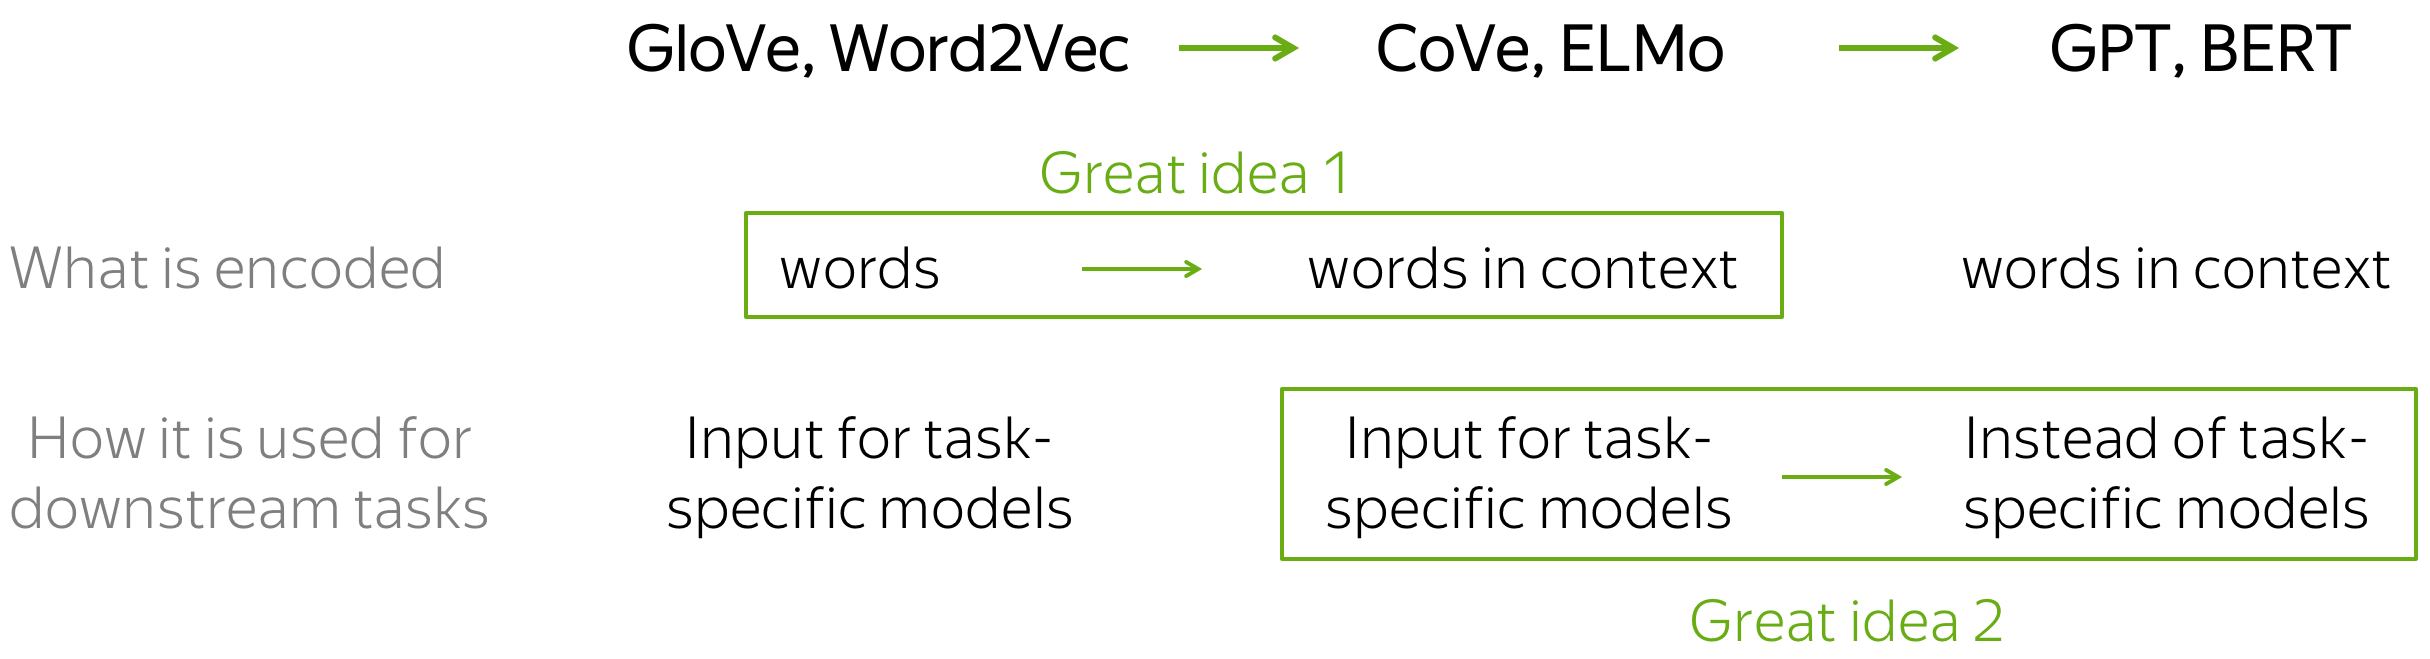 GloVe, Word2Vec CoVe, ELMo GPT, BERT
Great idea 1
What is encoded words words in context words in context
How it is used for Input for task- Input for task- Instead of task-
downstream tasks specific models specific models specific models
Great idea 2